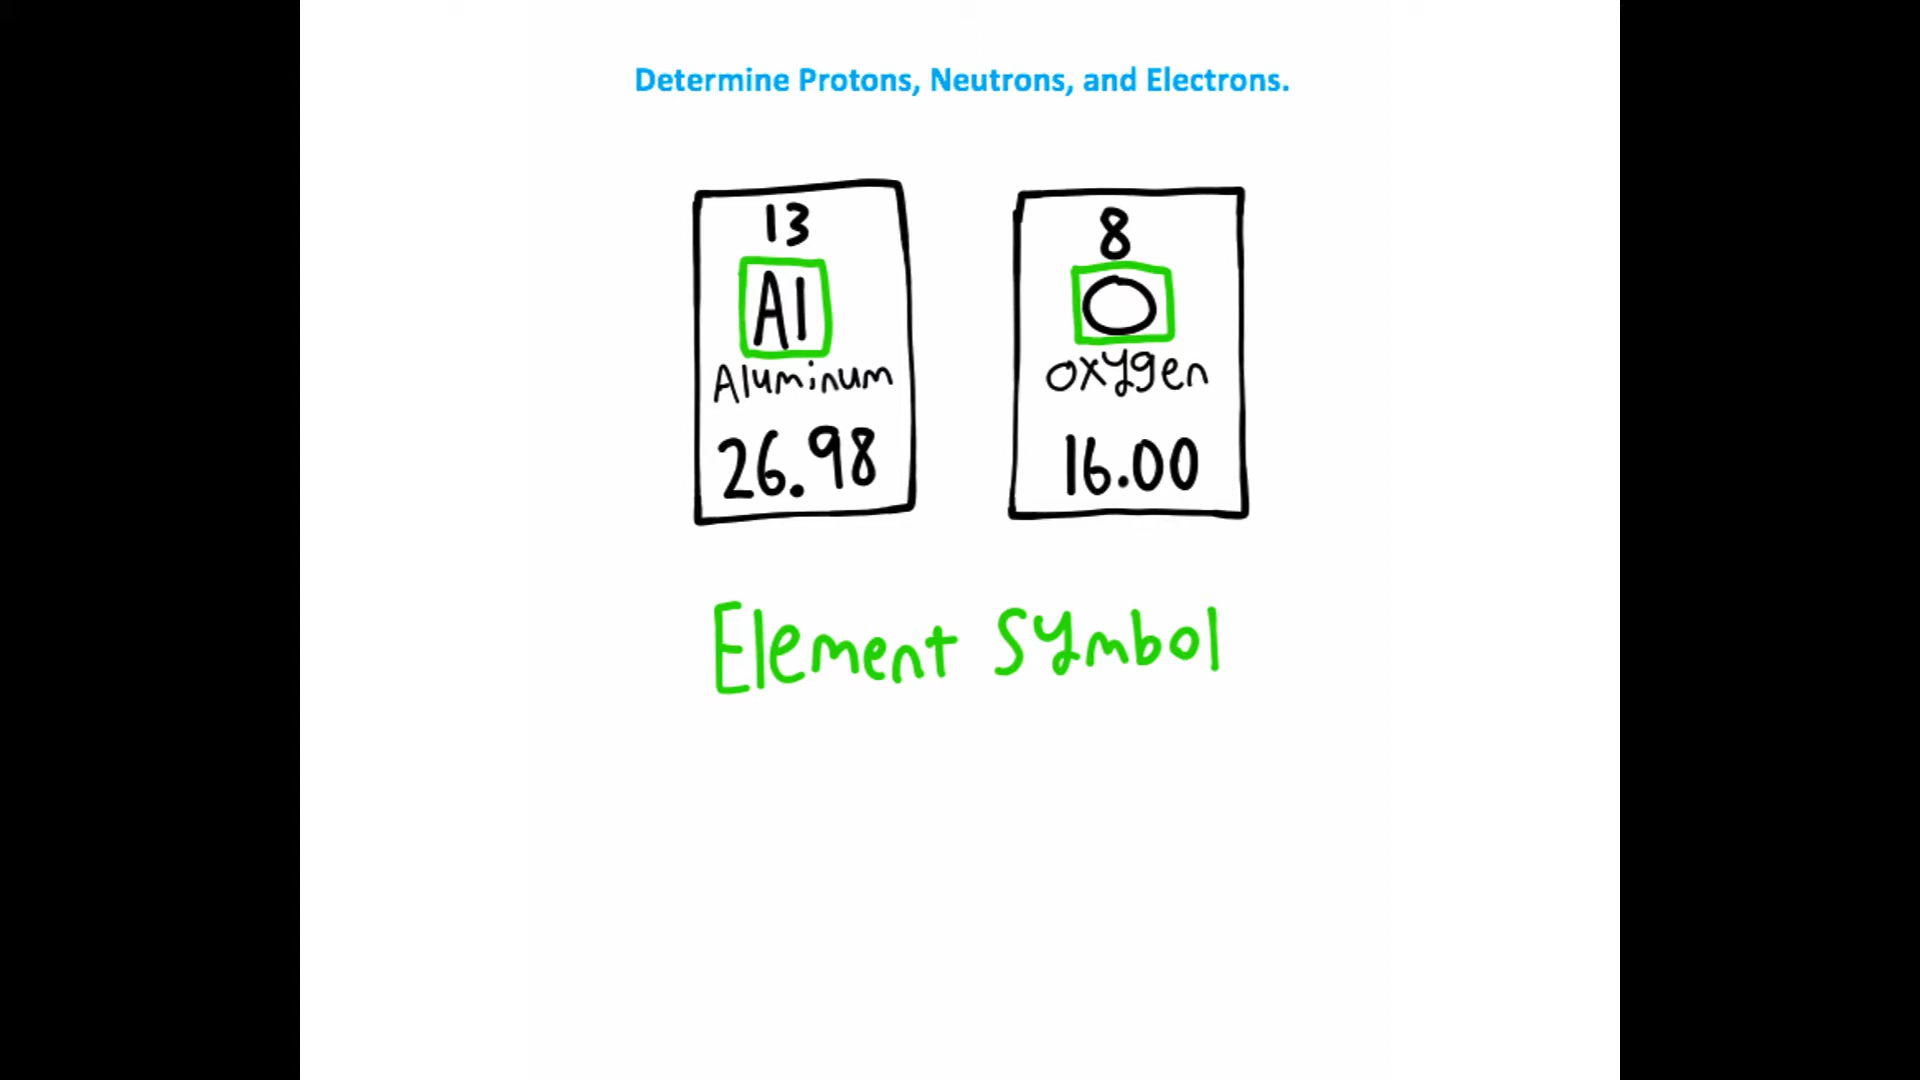 Determine Protons, Neutrons, and Electrons.
13
Al
Aluminum
26.98
8
O
oxygen
16.00
Element Symbol